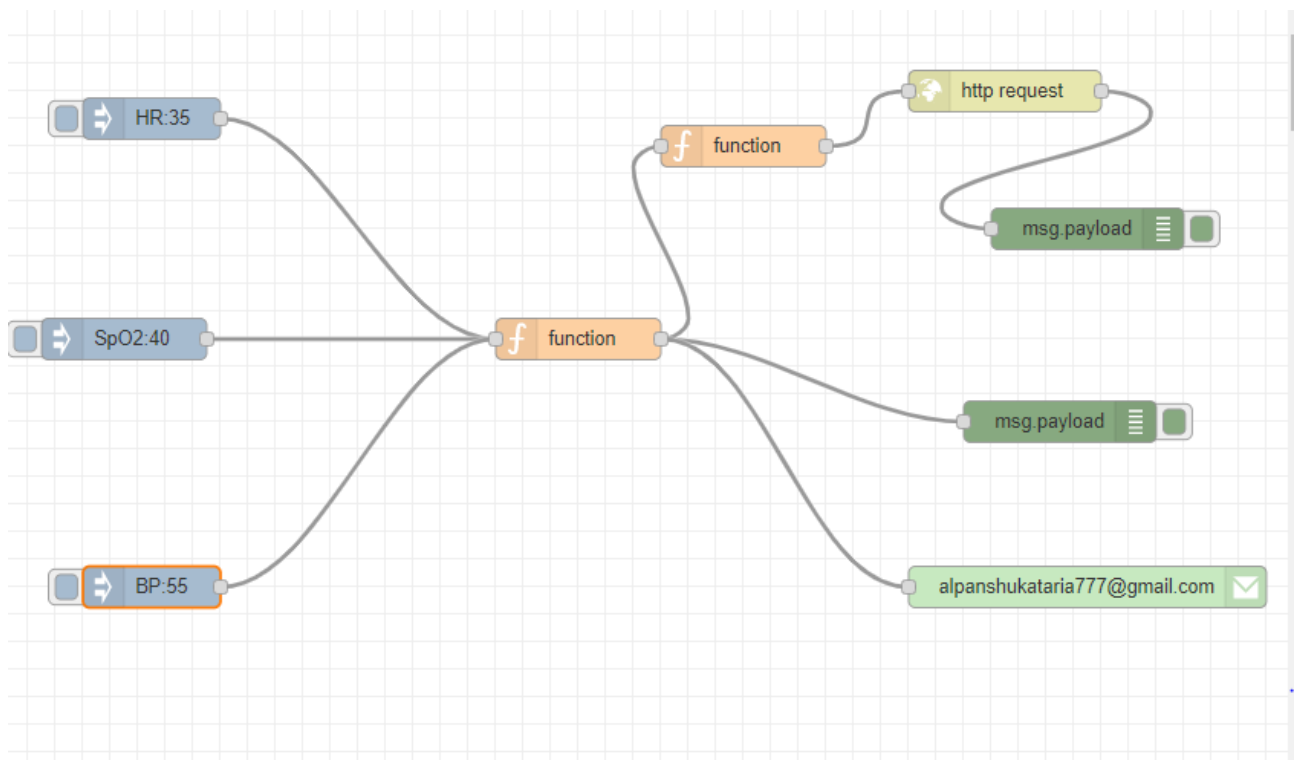 http request
HR:35
function
msg.payload
SpO2:40
function
msg.payload
BP:55
alpanshukataria777@gmail.com